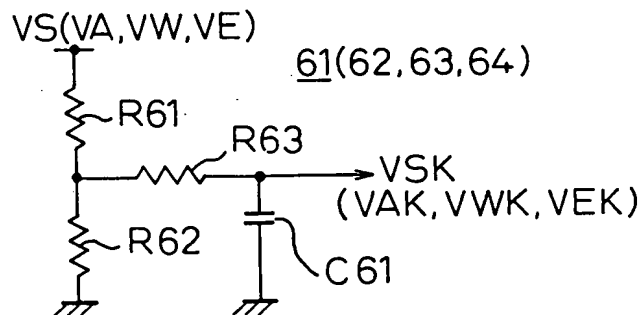 VS(VA,VW,VE)
61(62,63,64)
R61
R63
VSK
(VAK,VWK,VEK)
R62
C61